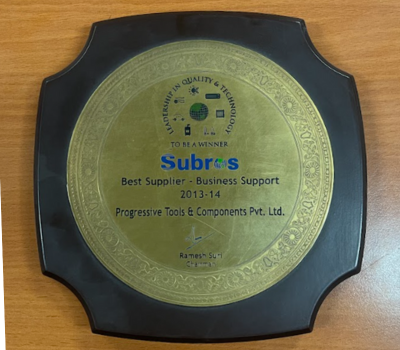 LEADERSHIP IN QUALITY & TECHNOLOGY
TO BE A WINNER
Subros
Best Supplier - Business Support
2013-14
Progressive Tools & Components Pvt. Ltd.
Ramesh Suri
Chairman